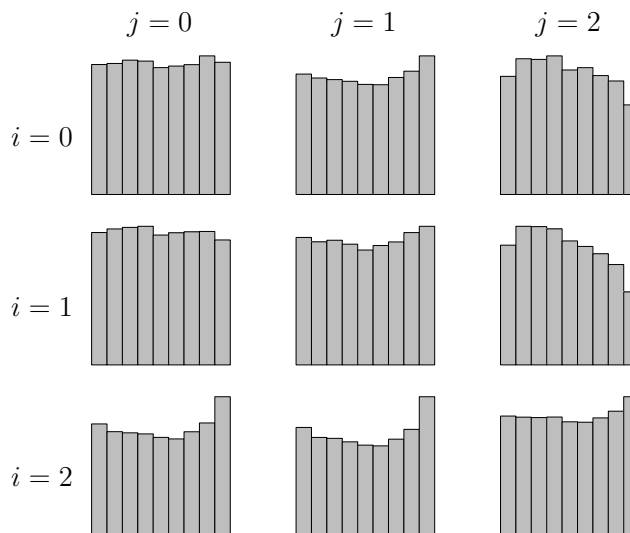 j = 0 j = 1 j = 2
i = 0
i = 1
i = 2